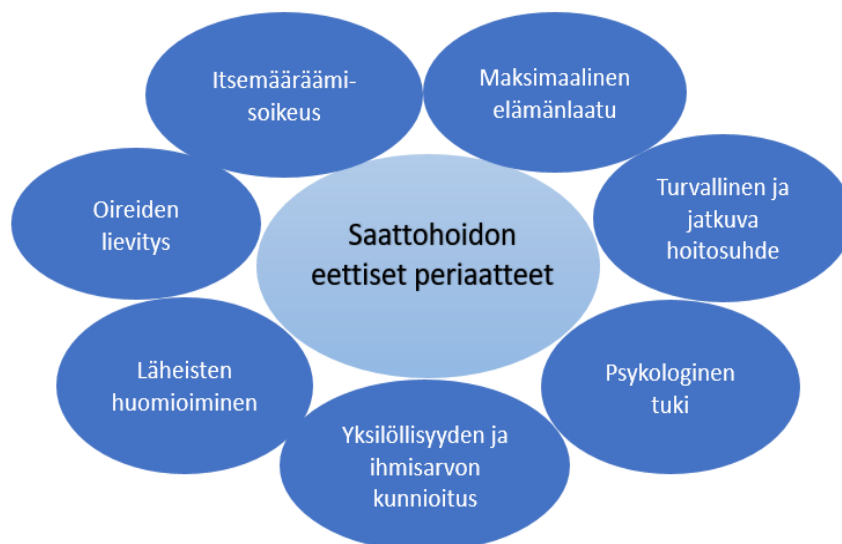 Saattohoidon
eettiset periaatteet
Itsemääräämi-
soikeus
Maksimaalinen
elämänlaatu
Turvallinen ja
jatkuva
hoitosuhde
Psykologinen
tuki
Yksilöllisyyden ja
ihmisarvon
kunnioitus
Läheisten
huomioiminen
Oireiden
lievitys